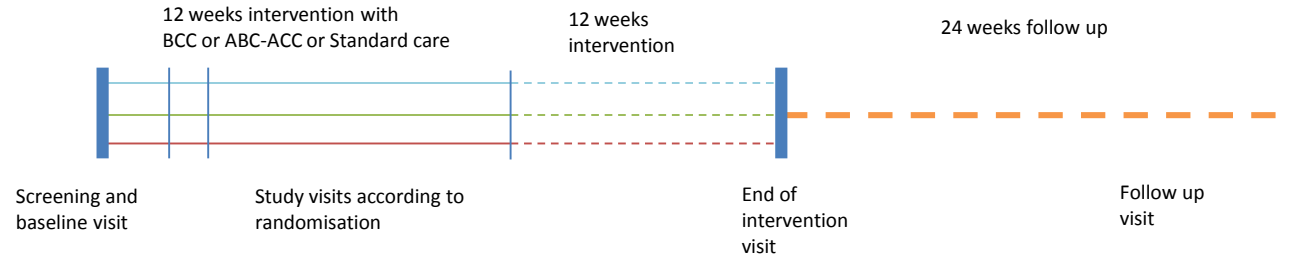 12 weeks intervention with
BCC or ABC-ACC or Standard care
12 weeks
intervention
24 weeks follow up
Screening and
baseline visit
Study visits according to
randomisation
End of
intervention
visit
Follow up
visit